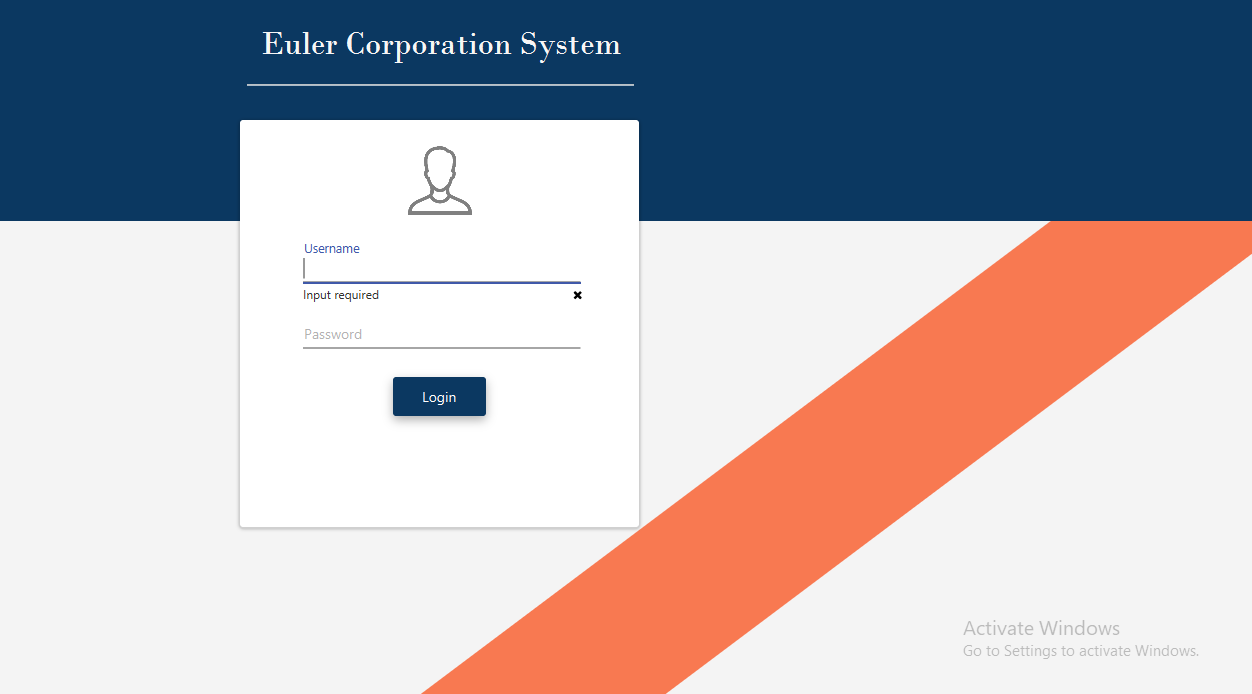 Euler Corporation System
Username
Input required
Password
Login
Activate Windows
Go to Settings to activate Windows.